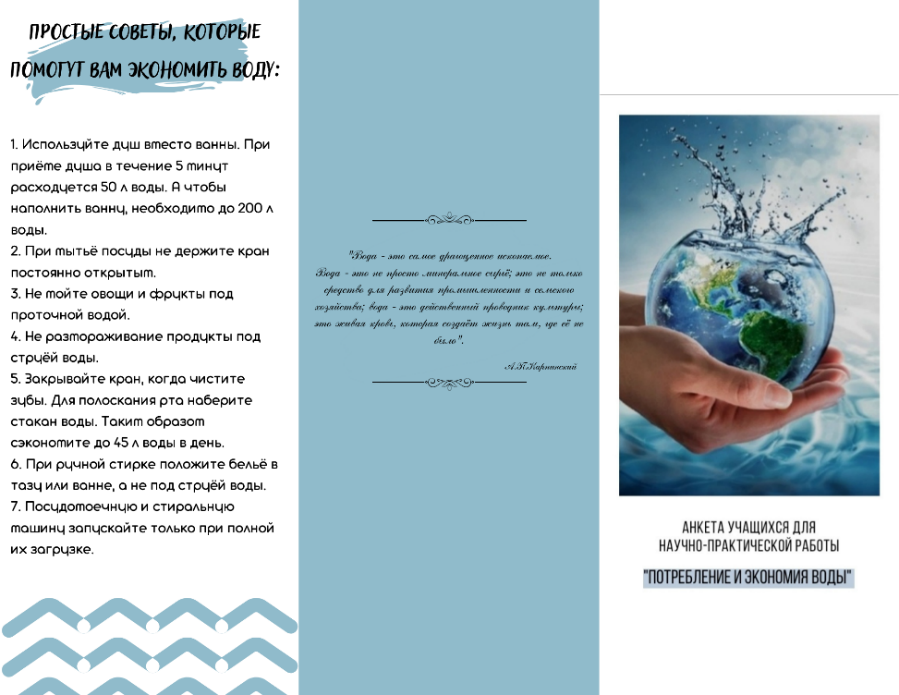 ПРОСТЫЕ СОВЕТЫ, КОТОРЫЕ
ПОМОГУТ ВАМ ЭКОНОМИТЬ ВОДУ:
1. Используйте душ вместо ванны. При
приёме душа в течение 5 минут
расходуется 50 л воды. А чтобы
наполнить ванну, необходимо до 200 л
воды.
2. При мытьё посуды не держите кран
постоянно открытым.
3. Не мойте овощи и фрукты под
проточной водой.
4. Не размораживание продукты под
струёй воды.
5. Закрывайте кран, когда чистите
зубы. Для полоскания рта наберите
стакан воды. Таким образом
сэкономите до 45 л воды в день.
6. При ручной стирке положите бельё в
тазу или ванне, а не под струёй воды.
7. Посудомоечную и стиральную
машину запускайте только при полной
их загрузке.
"Вода - это самое драгоценное ископаемое.
Вода - это не просто минеральное сырьё; это не только
средство для развития промышленности и сельского
хозяйства; вода - это действенный проводник культуры;
это живая кровь, которая создаёт жизнь там, где её не
было".
А.П.Карпинский
АНКЕТА УЧАЩИХСЯ ДЛЯ
НАУЧНО-ПРАКТИЧЕСКОЙ РАБОТЫ
"ПОТРЕБЛЕНИЕ И ЭКОНОМИЯ ВОДЫ"